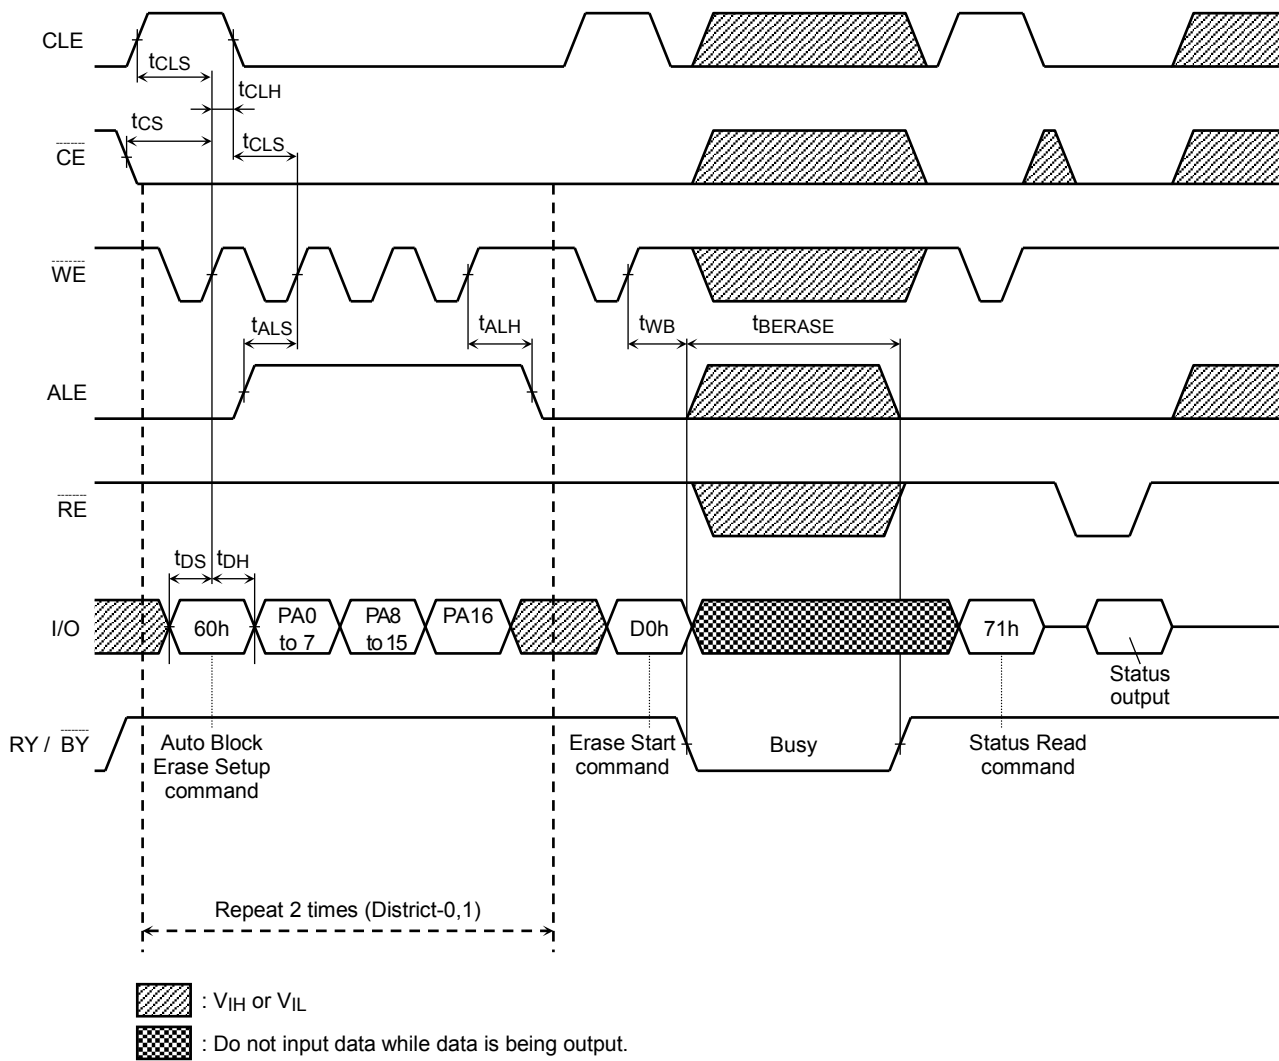 CLE
tCLS
tCLH
tCS
tCLS
CE
WE
tALS
tALH
tWB
tBERASE
ALE
RE
tDS
tDH
I/O
60h
PA0
to 7
PA8
to 15
PA16
D0h
71h
Status
output
RY / BY
Auto Block
Erase Setup
command
Erase Start
command
Busy
Status Read
command
Repeat 2 times (District-0,1)
: VIH or VIL
: Do not input data while data is being output.